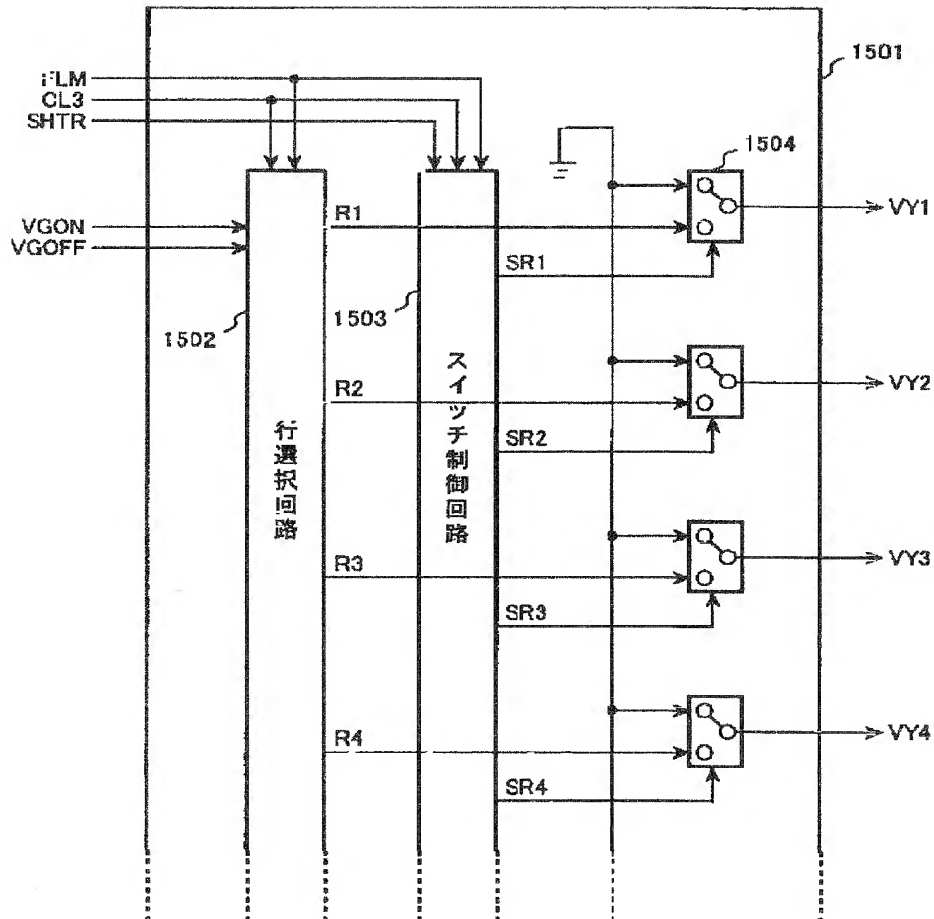 1501
FLM
CL3
SHTR
1504
VGON
VGOFF
R1
VY1
SR1
1502
1503
行選択回路
スイッチ制御回路
R2
VY2
SR2
R3
VY3
SR3
R4
VY4
SR4